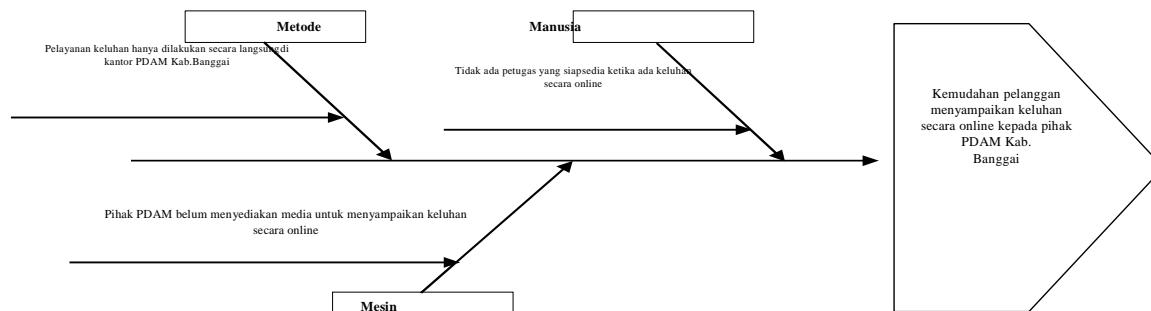 Metode
Manusia
Pelayanan keluhan hanya dilakukan secara langsungdi
kantor PDAM Kab.Banggai
Tidak ada petugas yang siapsedia ketika ada keluhan
secara online
Kemudahan pelanggan
menyampaikan keluhan
secara online kepada pihak
PDAM Kab.
Banggai
Pihak PDAM belum menyediakan media untuk menyampaikan keluhan
secara online
Mesin